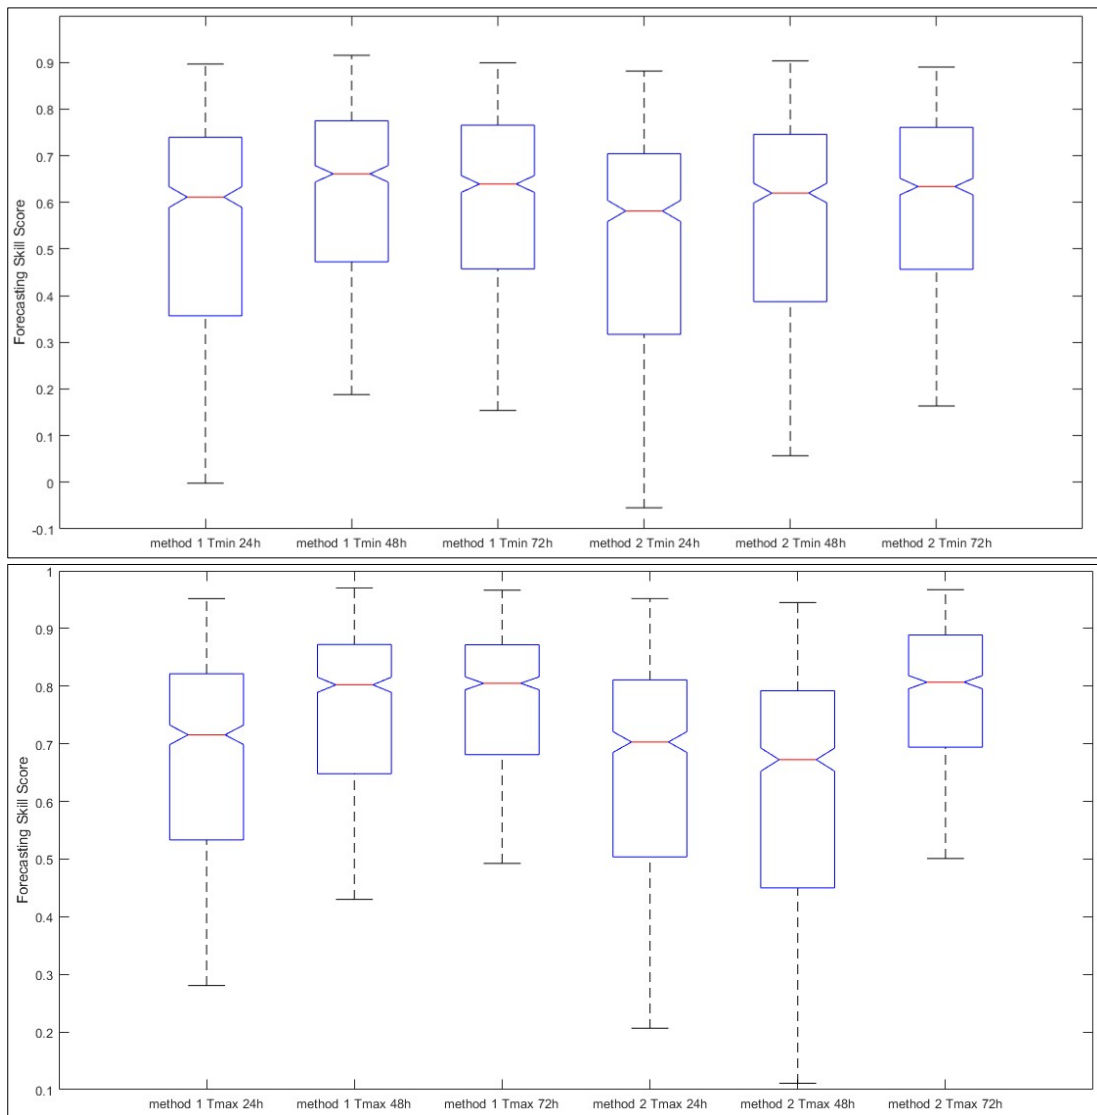 Forecasting Skill Score
0.9
0.8
0.7
0.6
0.5
0.4
0.3
0.2
0.1
0
-0.1
method 1 Tmin 24h
method 1 Tmin 48h
method 1 Tmin 72h
method 2 Tmin 24h
method 2 Tmin 48h
method 2 Tmin 72h
Forecasting Skill Score
1
0.9
0.8
0.7
0.6
0.5
0.4
0.3
0.2
0.1
method 1 Tmax 24h
method 1 Tmax 48h
method 1 Tmax 72h
method 2 Tmax 24h
method 2 Tmax 48h
method 2 Tmax 72h